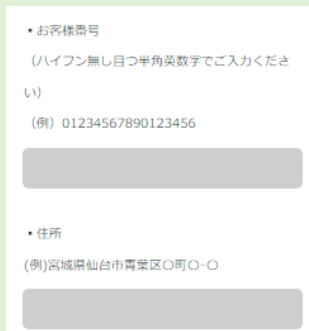 ▪お客様番号
（ハイフン無し且つ半角英数字でご入力くださ
い）
（例）01234567890123456
▪住所
(例)宮城県仙台市青葉区〇町〇-〇